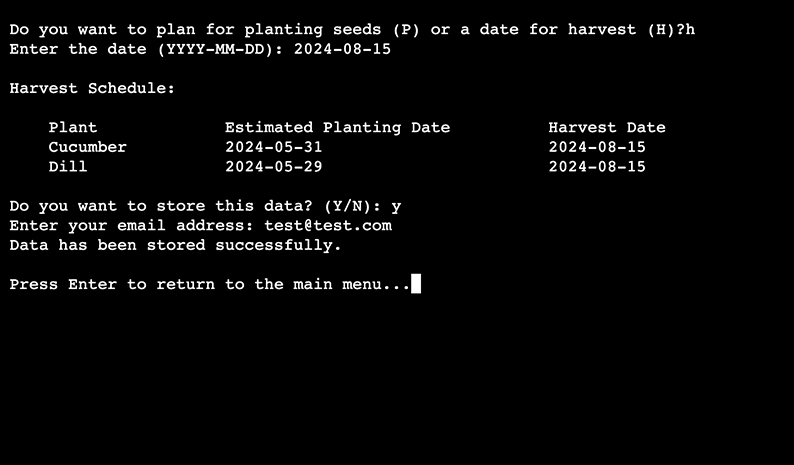 Do you want to plan for planting seeds (P) or a date for harvest (H)?h
Enter the date (YYYY-MM-DD): 2024-08-15
Harvest Schedule:
Plant Estimated Planting Date Harvest Date
Cucumber 2024-05-31 2024-08-15
Dill 2024-05-29 2024-08-15
Do you want to store this data? (Y/N): y
Enter your email address: test@test.com
Data has been stored successfully.
Press Enter to return to the main menu...